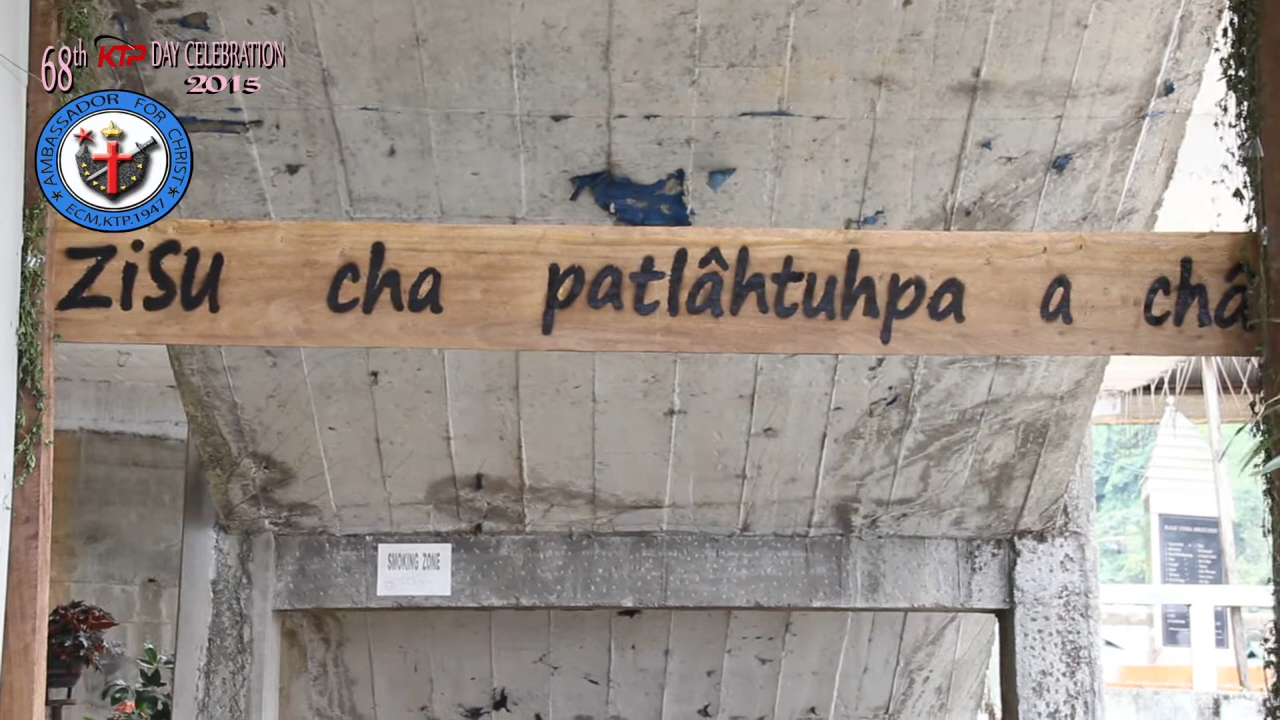 68th KTP DAY CELEBRATION
2015
AMBASSADOR FOR CHRIST
ECM, KTP. 1947
Zisu cha patlâhtuhpa a châ
SMOKING ZONE